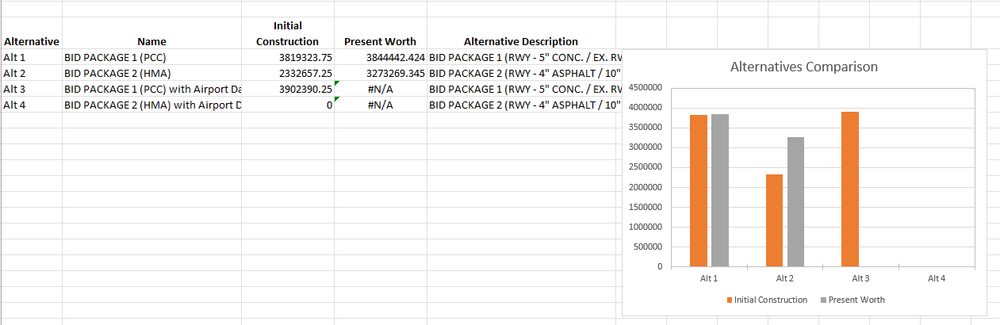 Initial
Alternative Name Construction Present Worth Alternative Description
Alt 1 BID PACKAGE 1 (PCC) 3819323.75 3844442.424 BID PACKAGE 1 (RWY - 5" CONC. / EX. RW
Alt 2 BID PACKAGE 2 (HMA) 2332657.25 3273269.345 BID PACKAGE 2 (RWY - 4" ASPHALT / 10"
Alt 3 BID PACKAGE 1 (PCC) with Airport Da 3902390.25 #N/A BID PACKAGE 1 (RWY - 5" CONC. / EX. RW
Alt 4 BID PACKAGE 2 (HMA) with Airport D 0 #N/A BID PACKAGE 2 (RWY - 4" ASPHALT / 10"
Alternatives Comparison
4500000
4000000
3500000
3000000
2500000
2000000
1500000
1000000
500000
0
Alt 1 Alt 2 Alt 3 Alt 4
Initial Construction Present Worth